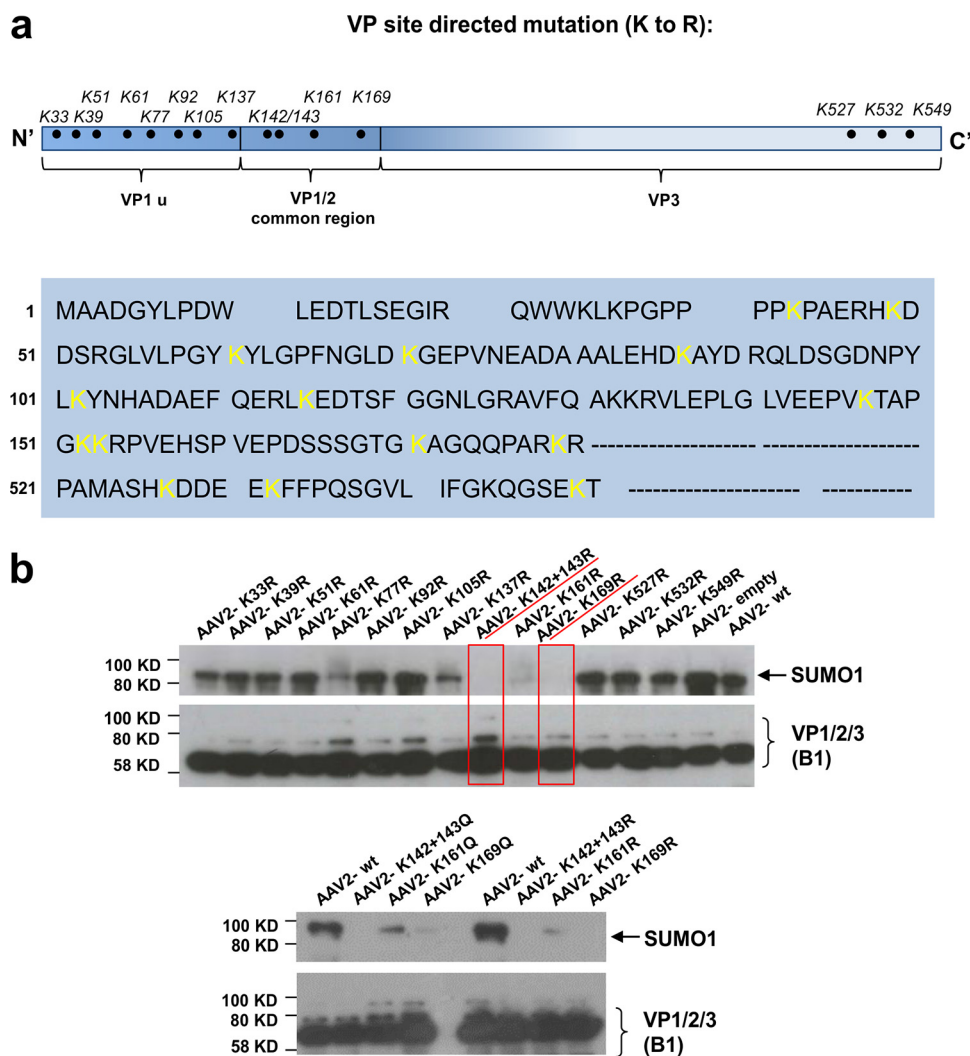 a
VP site directed mutation (K to R):
K51 K61 K92 K137 K161 K169
K33 K39 K77 K105 K142/143
K527 K532 K549
N' C'
VP1 u
VP1/2
common region
VP3
1 MAADGYLPDW LEDTLSEGIR QWWKLKPGPP PPKPAERHKD
51 DSRGLVLPGY KYLGPFNGLD KGEPVNEADA AALEHDKAYDR QLDSGDNPY
101 LKYNHADAEF QERLKEDTSF GGNLGRAVFQ AKKRVLEPLG LVEEPVKTAP
151 GKKRPVEHSP VEPDSSSGTG KAGQQPARKR ------------------ -----------------
521 PAMASHKDDE EKFFPQSGVL IFGKQGSEKT ------------------- ----------
b
AAV2- K33R
AAV2- K39R
AAV2- K51R
AAV2- K61R
AAV2- K77R
AAV2- K92R
AAV2- K105R
AAV2- K137R
AAV2- K142+143R
AAV2- K161R
AAV2- K169R
AAV2- K527R
AAV2- K532R
AAV2- K549R
AAV2- empty
AAV2- wt
100 KD
80 KD
SUMO1
100 KD
80 KD
58 KD
VP1/2/3
(B1)
AAV2- wt
AAV2- K142+143Q
AAV2- K161Q
AAV2- K169Q
AAV2- wt
AAV2- K142+143R
AAV2- K161R
AAV2- K169R
100 KD
80 KD
SUMO1
100 KD
80 KD
58 KD
VP1/2/3
(B1)